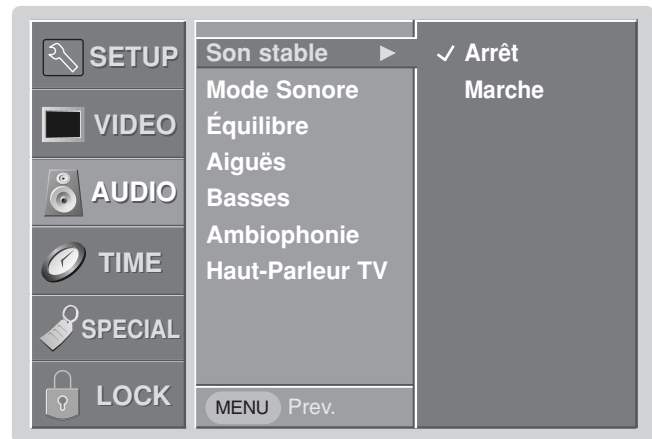 SETUP
VIDEO
AUDIO
TIME
SPECIAL
LOCK
Son stable ►
Mode Sonore
Équilibre
Aiguës
Basses
Ambiophonie
Haut-Parleur TV
MENU Prev.
✓ Arrêt
Marche